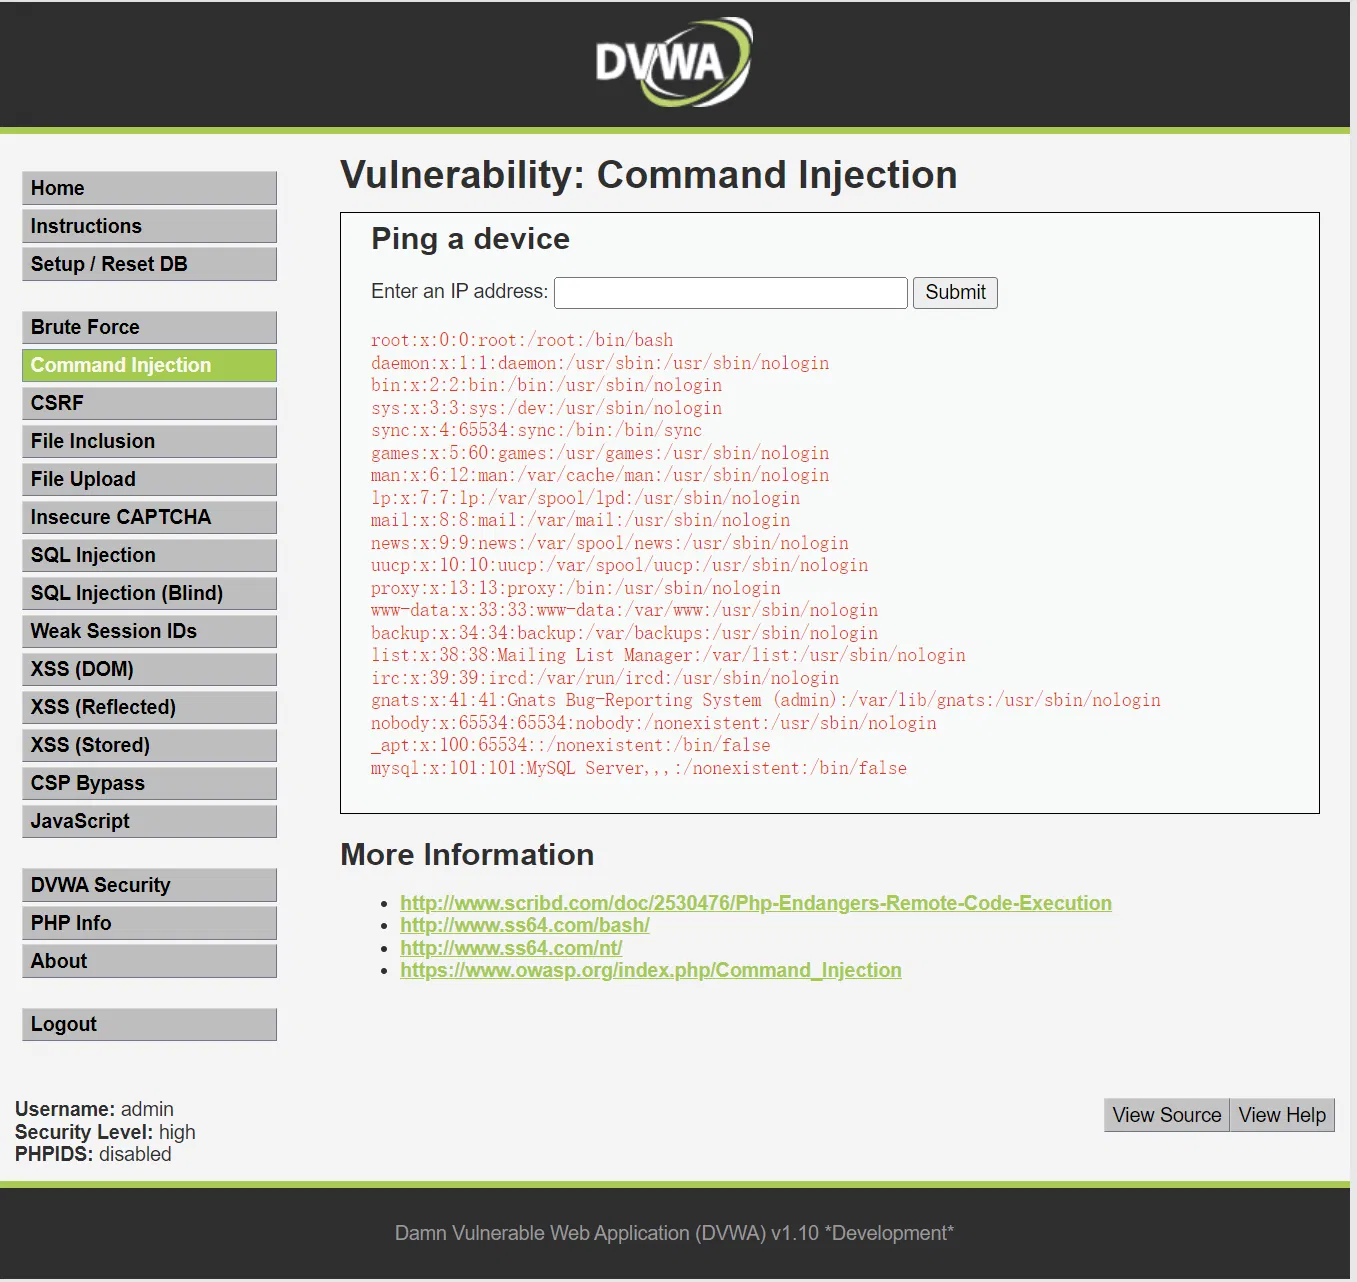 DVWA
Home
Instructions
Setup / Reset DB
Brute Force
Command Injection
CSRF
File Inclusion
File Upload
Insecure CAPTCHA
SQL Injection
SQL Injection (Blind)
Weak Session IDs
XSS (DOM)
XSS (Reflected)
XSS (Stored)
CSP Bypass
JavaScript
DVWA Security
PHP Info
About
Logout
Vulnerability: Command Injection
Ping a device
Enter an IP address: Submit
root:x:0:0:root:/root:/bin/bash
daemon:x:1:1:daemon:/usr/sbin:/usr/sbin/nologin
bin:x:2:2:bin:/bin:/usr/sbin/nologin
sys:x:3:3:sys:/dev:/usr/sbin/nologin
sync:x:4:65534:sync:/bin:/bin/sync
games:x:5:60:games:/usr/games:/usr/sbin/nologin
man:x:6:12:man:/var/cache/man:/usr/sbin/nologin
lp:x:7:7:lp:/var/spool/lpd:/usr/sbin/nologin
mail:x:8:8:mail:/var/mail:/usr/sbin/nologin
news:x:9:9:news:/var/spool/news:/usr/sbin/nologin
uucp:x:10:10:uucp:/var/spool/uucp:/usr/sbin/nologin
proxy:x:13:13:proxy:/bin:/usr/sbin/nologin
www-data:x:33:33:www-data:/var/www:/usr/sbin/nologin
backup:x:34:34:backup:/var/backups:/usr/sbin/nologin
list:x:38:38:Mailing List Manager:/var/list:/usr/sbin/nologin
irc:x:39:39:ircd:/var/run/ircd:/usr/sbin/nologin
gnats:x:41:41:Gnats Bug-Reporting System (admin):/var/lib/gnats:/usr/sbin/nologin
nobody:x:65534:65534:nobody:/nonexistent:/usr/sbin/nologin
_apt:x:100:65534::/nonexistent:/bin/false
mysql:x:101:101:MySQL Server,,,:/nonexistent:/bin/false
More Information
http://www.scribd.com/doc/2530476/Php-Endangers-Remote-Code-Execution
http://www.ss64.com/bash/
http://www.ss64.com/nt/
https://www.owasp.org/index.php/Command_Injection
Username: admin
Security Level: high
PHPIDS: disabled
View Source View Help
Damn Vulnerable Web Application (DVWA) v1.10 *Development*